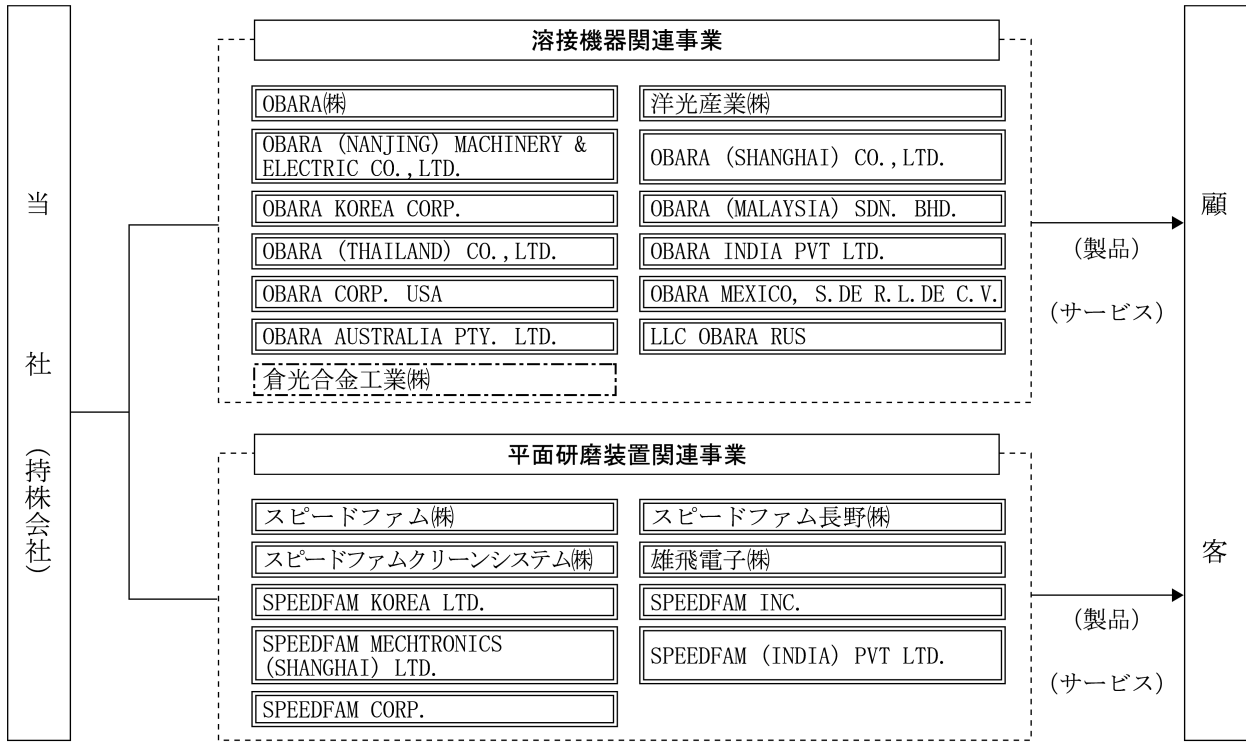 当社(持株会社)
溶接機器関連事業
OBARA㈱
洋光産業㈱
OBARA (NANJING) MACHINERY &
ELECTRIC CO.,LTD.
OBARA (SHANGHAI) CO.,LTD.
OBARA KOREA CORP.
OBARA (MALAYSIA) SDN. BHD.
OBARA (THAILAND) CO.,LTD.
OBARA INDIA PVT LTD.
OBARA CORP. USA
OBARA MEXICO, S.DE R.L.DE C.V.
OBARA AUSTRALIA PTY. LTD.
LLC OBARA RUS
倉光合金工業㈱
(製品)
(サービス)
平面研磨装置関連事業
スピードファム㈱
スピードファム長野㈱
スピードファムクリーンシステム㈱
雄飛電子㈱
SPEEDFAM KOREA LTD.
SPEEDFAM INC.
SPEEDFAM MECHTRONICS
(SHANGHAI) LTD.
SPEEDFAM (INDIA) PVT LTD.
SPEEDFAM CORP.
(製品)
(サービス)
顧客